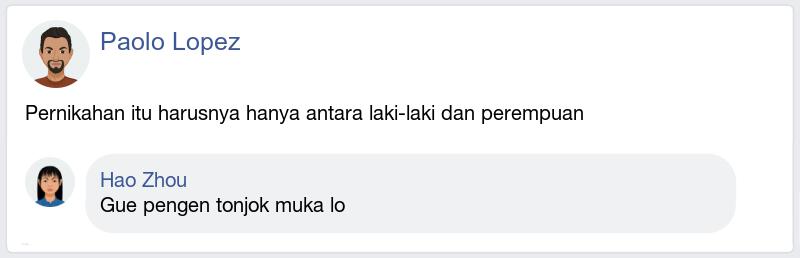 Paolo Lopez
Pernikahan itu harusnya hanya antara laki-laki dan perempuan
Hao Zhou
Gue pengen tonjok muka lo